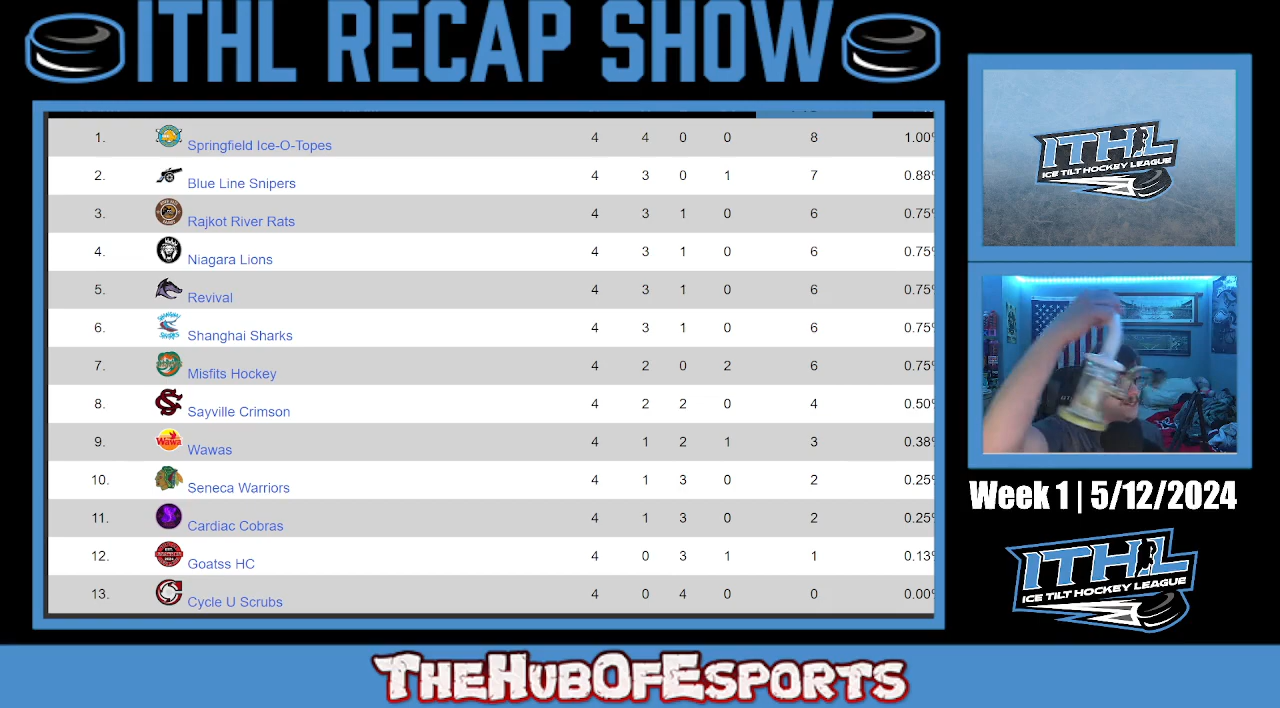 ITHL RECAP SHOW
1. Springfield Ice-O-Topes 4 4 0 0 8 1.00%
2. Blue Line Snipers 4 3 0 1 7 0.88%
3. Rajkot River Rats 4 3 1 0 6 0.75%
4. Niagara Lions 4 3 1 0 6 0.75%
5. Revival 4 3 1 0 6 0.75%
6. Shanghai Sharks 4 3 1 0 6 0.75%
7. Misfits Hockey 4 2 0 2 6 0.75%
8. Sayville Crimson 4 2 2 0 4 0.50%
9. Wawa Wawas 4 1 2 1 3 0.38%
10. Seneca Warriors 4 1 3 0 2 0.25%
11. Cardiac Cobras 4 1 3 0 2 0.25%
12. Goatss HC 4 0 3 1 1 0.13%
13. Cycle U Scrubs 4 0 4 0 0 0.00%
ITHL
ICE TILT HOCKEY LEAGUE
Week 1 | 5/12/2024
ITHL
ICE TILT HOCKEY LEAGUE
THEHUBOFESPORTS